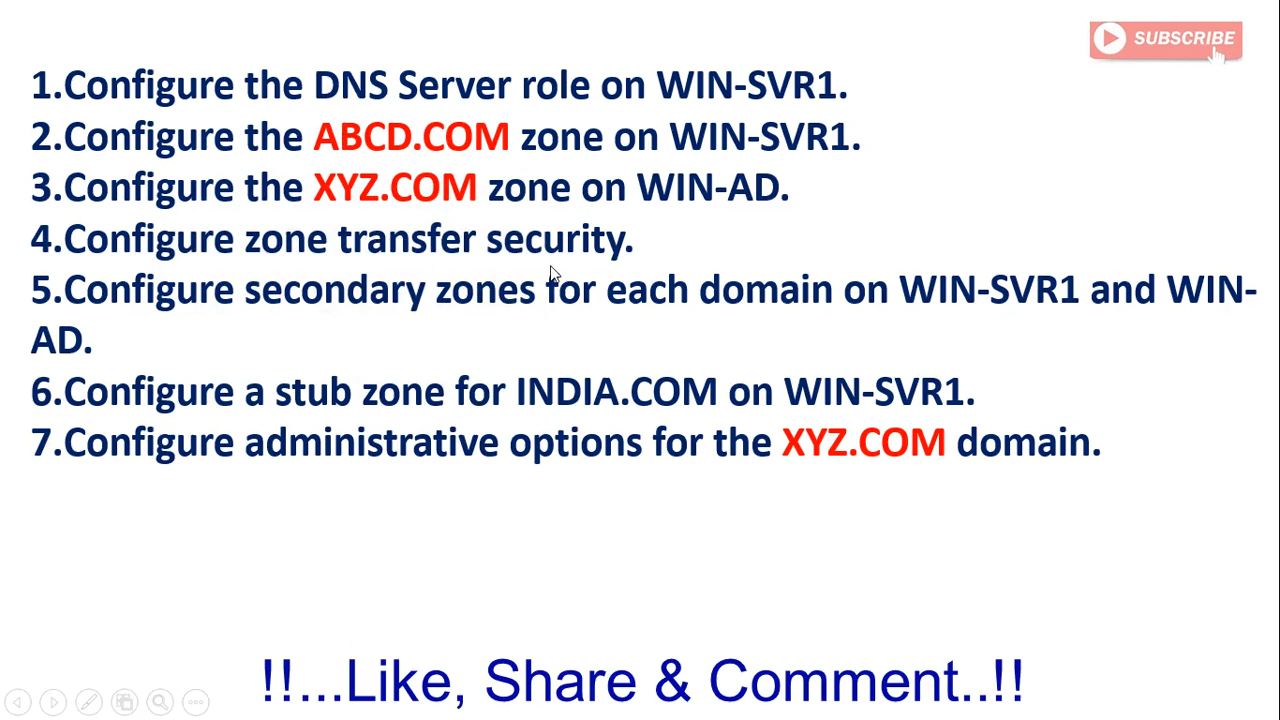 SUBSCRIBE
1.Configure the DNS Server role on WIN-SVR1.
2.Configure the ABCD.COM zone on WIN-SVR1.
3.Configure the XYZ.COM zone on WIN-AD.
4.Configure zone transfer security.
5.Configure secondary zones for each domain on WIN-SVR1 and WIN-
AD.
6.Configure a stub zone for INDIA.COM on WIN-SVR1.
7.Configure administrative options for the XYZ.COM domain.
!!...Like, Share & Comment..!!